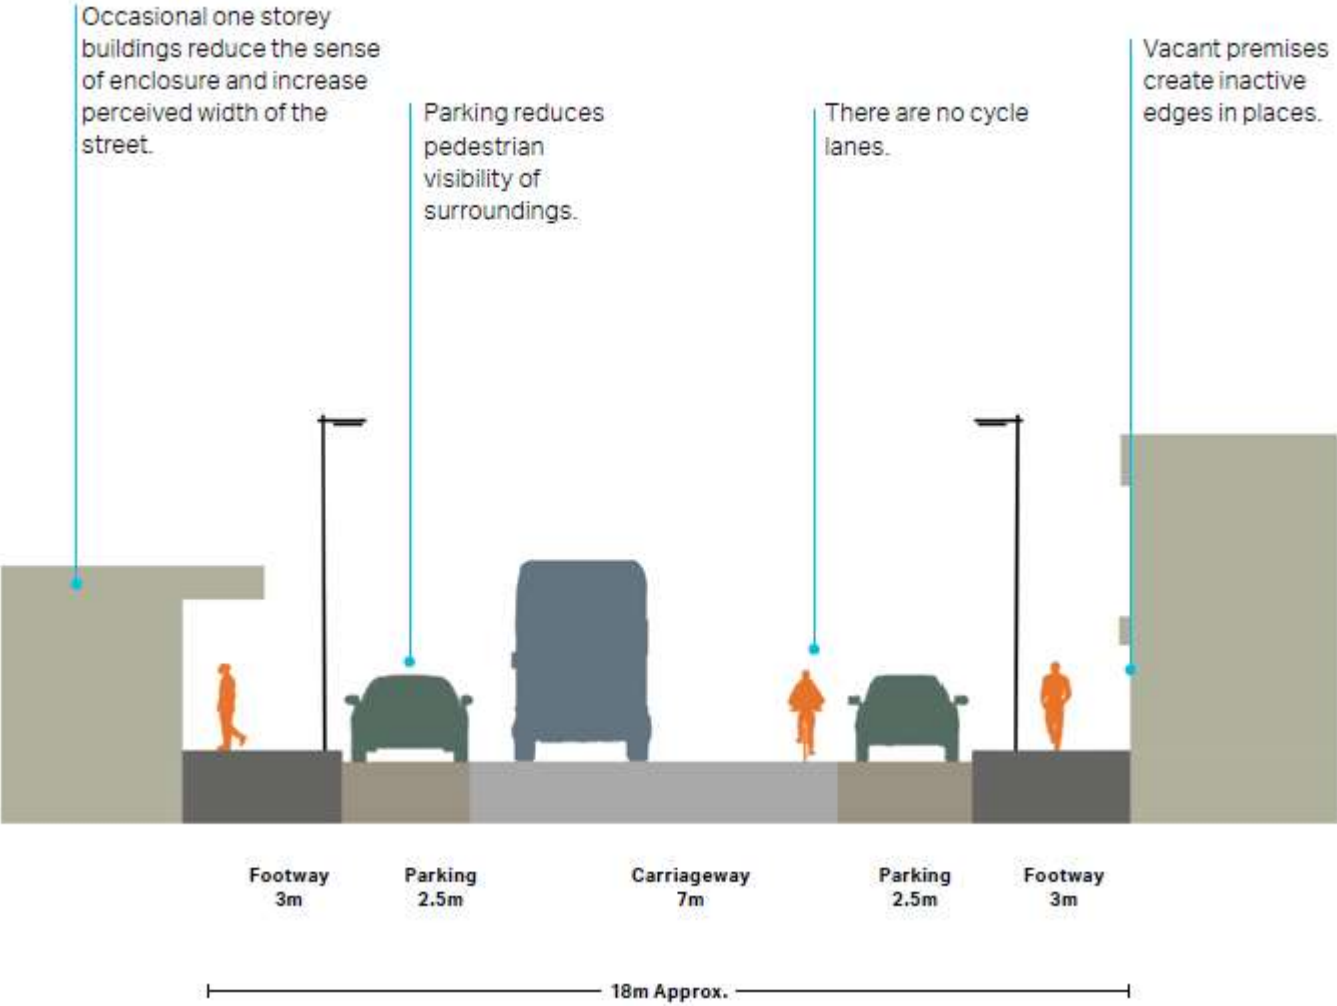 Occasional one storey
buildings reduce the sense
of enclosure and increase
perceived width of the
street.
Parking reduces
pedestrian
visibility of
surroundings.
There are no cycle
lanes.
Vacant premises
create inactive
edges in places.
Footway
3m
Parking
2.5m
Carriageway
7m
Parking
2.5m
Footway
3m
18m Approx.